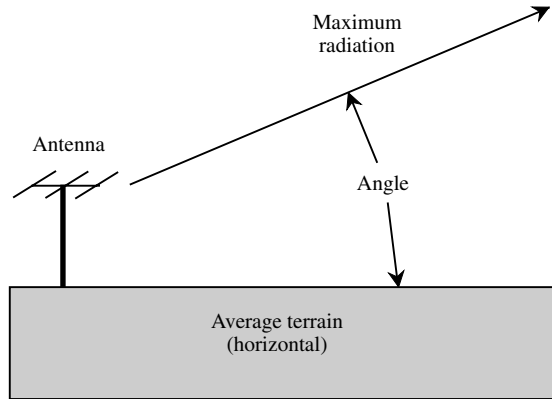 Maximum
radiation
Antenna
Angle
Average terrain
(horizontal)